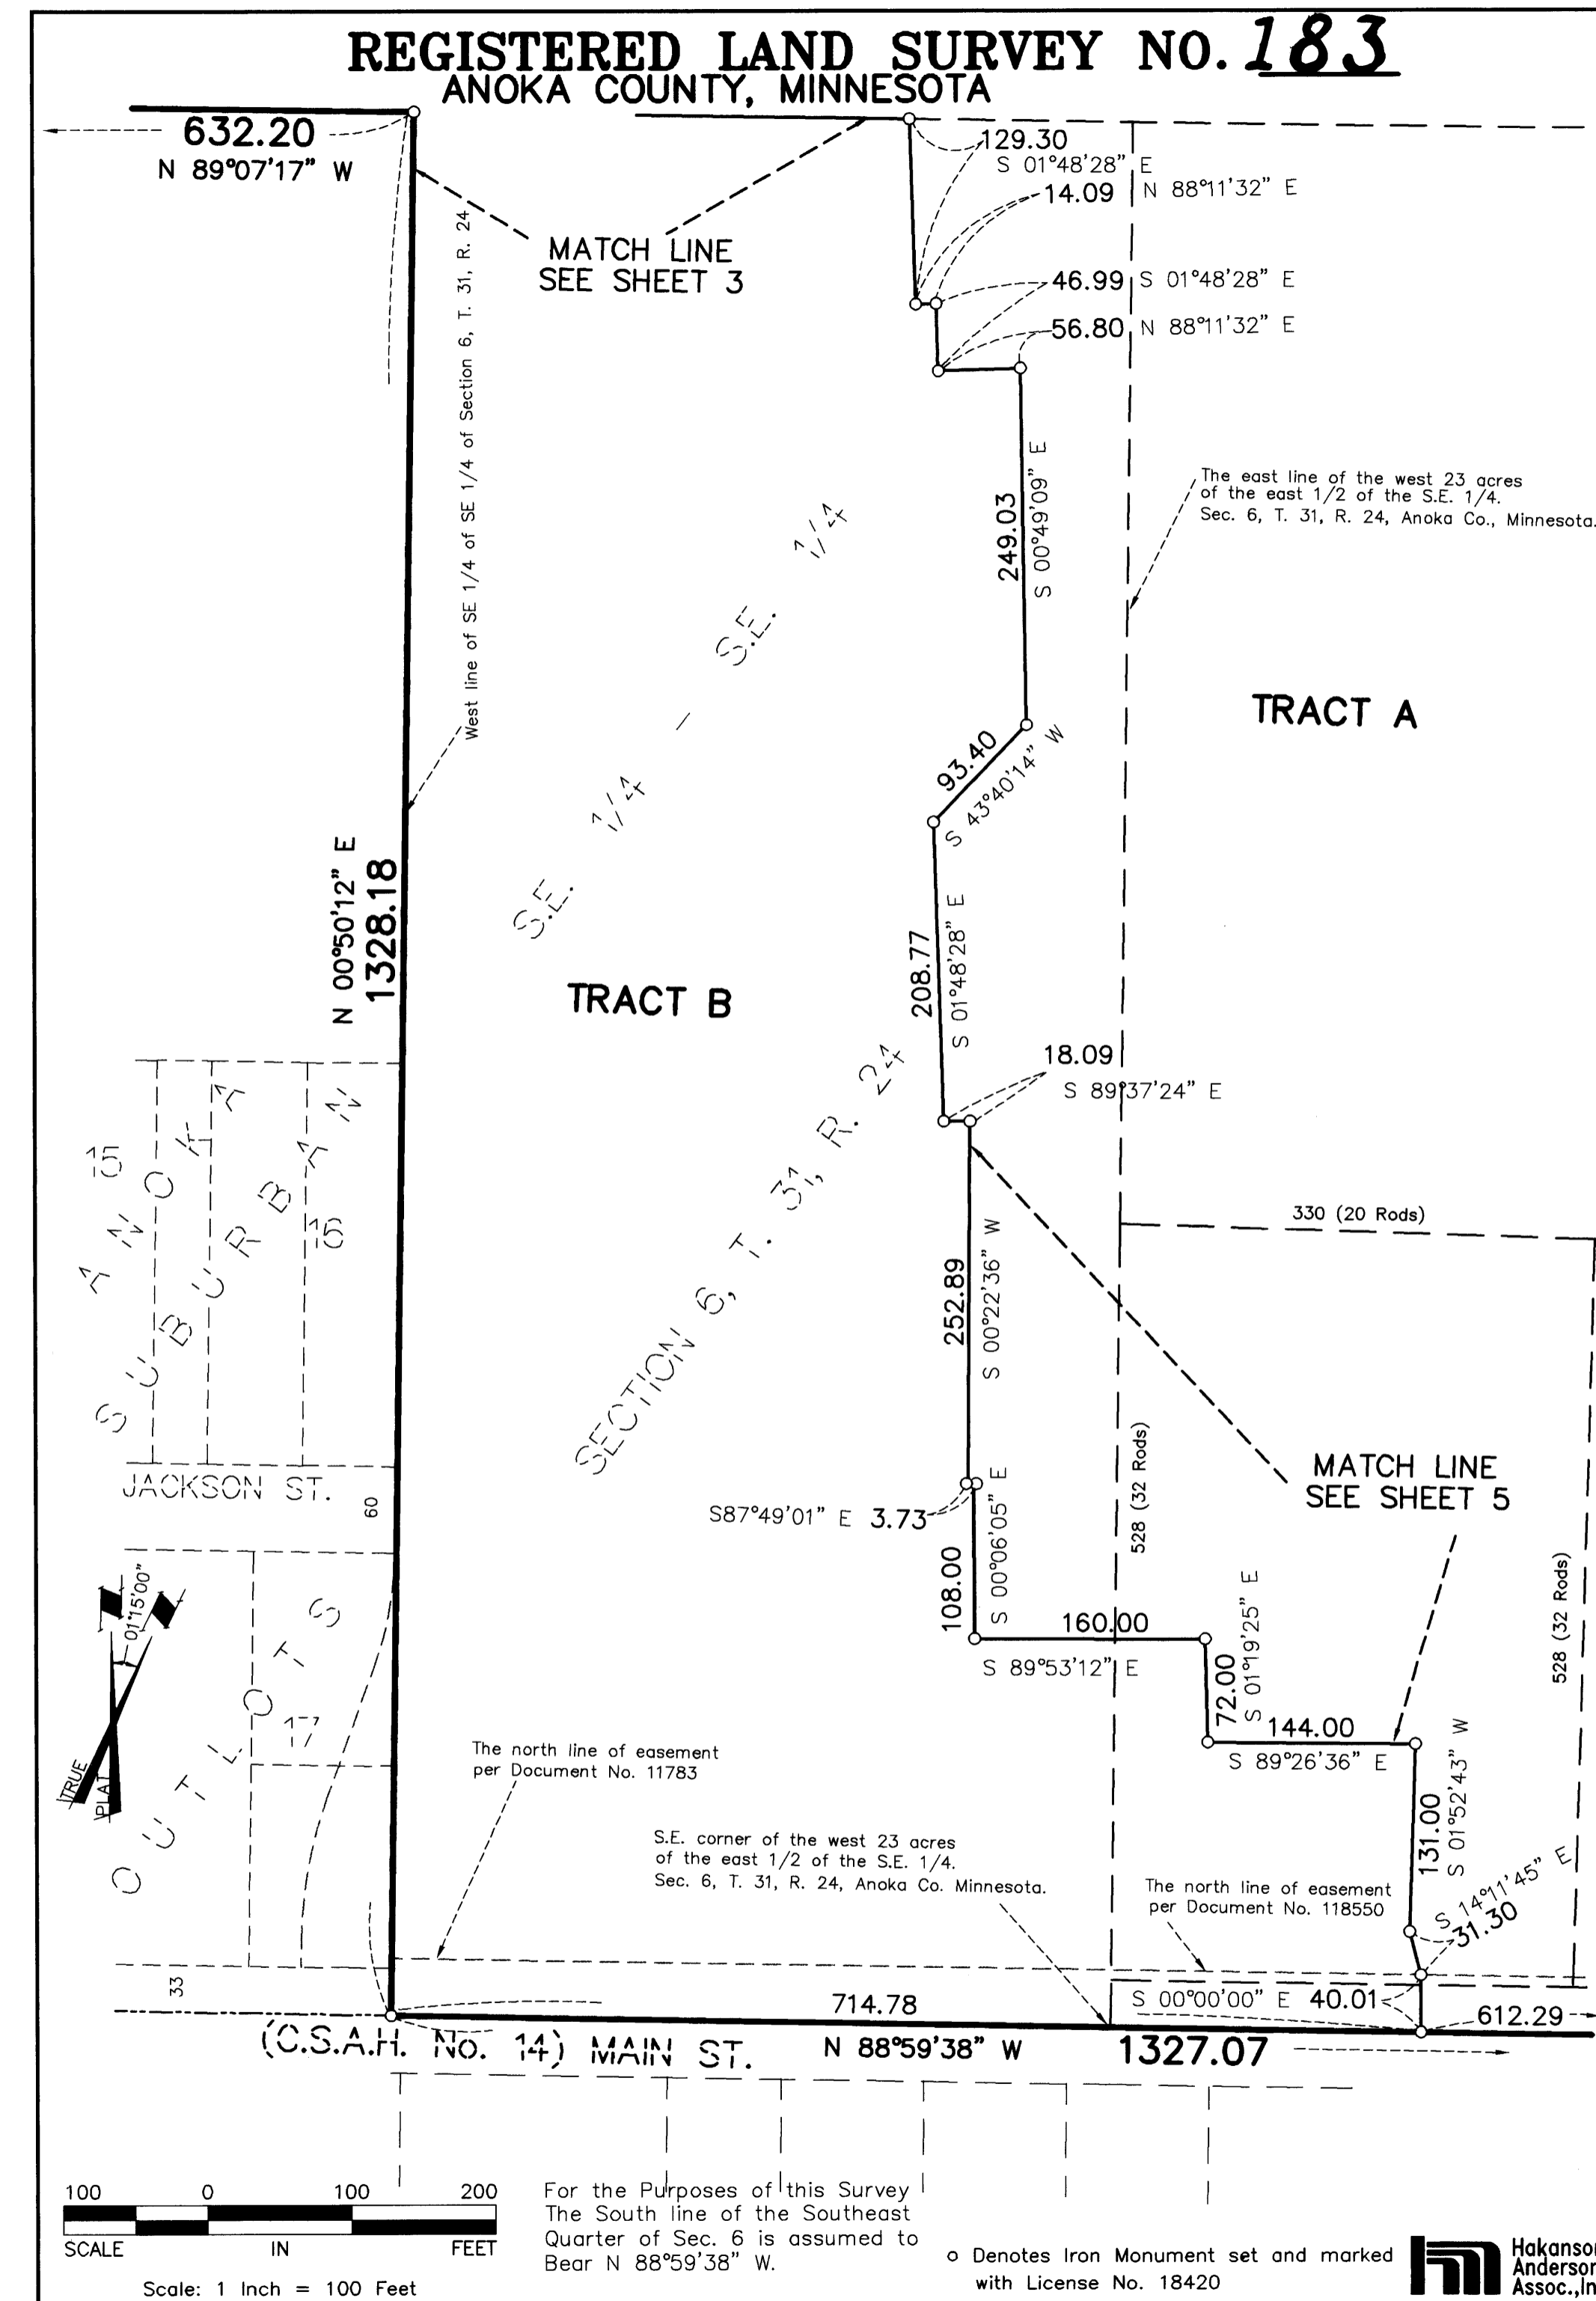 REGISTERED LAND SURVEY NO. 183
ANOKA COUNTY, MINNESOTA
632.20
N 89°07'17" W
129.30
S 01°48'28" E
14.09 N 88°11'32" E
MATCH LINE
SEE SHEET 3
46.99 S 01°48'28" E
56.80 N 88°11'32" E
West line of SE 1/4 of SE 1/4 of Section 6, T. 31, R. 24
249.03
S 00°49'09" E
The east line of the west 23 acres
of the east 1/2 of the S.E. 1/4.
Sec. 6, T. 31, R. 24, Anoka Co., Minnesota.
S.E. 1/4 - S.E. 1/4
TRACT A
93.40
S 43°40'14" W
N 00°50'12" E
1328.18
TRACT B
208.77
S 01°48'28" E
18.09
S 89°37'24" E
SECTION 6, T. 31, R. 24
15
16
ANOKA
SUBURBAN
330 (20 Rods)
252.89
S 00°22'36" W
528 (32 Rods)
MATCH LINE
SEE SHEET 5
JACKSON ST.
60
S87°49'01" E 3.73
108.00
S 00°06'05" E
528 (32 Rods)
01°15'00"
TRUE
PLAT
OUTLOTS
17
160.00
S 89°53'12" E
72.00
S 01°19'25" E
144.00
S 89°26'36" E
131.00
S 01°52'43" W
The north line of easement
per Document No. 11783
S.E. corner of the west 23 acres
of the east 1/2 of the S.E. 1/4.
Sec. 6, T. 31, R. 24, Anoka Co. Minnesota.
The north line of easement
per Document No. 118550
S 14°11'45" E
31.30
33
714.78
S 00°00'00" E 40.01
612.29
(C.S.A.H. No. 14) MAIN ST.
N 88°59'38" W
1327.07
100 0 100 200
SCALE IN FEET
Scale: 1 Inch = 100 Feet
For the Purposes of this Survey
The South line of the Southeast
Quarter of Sec. 6 is assumed to
Bear N 88°59'38" W.
o Denotes Iron Monument set and marked
with License No. 18420
Hakanson
Anderson
Assoc.,In